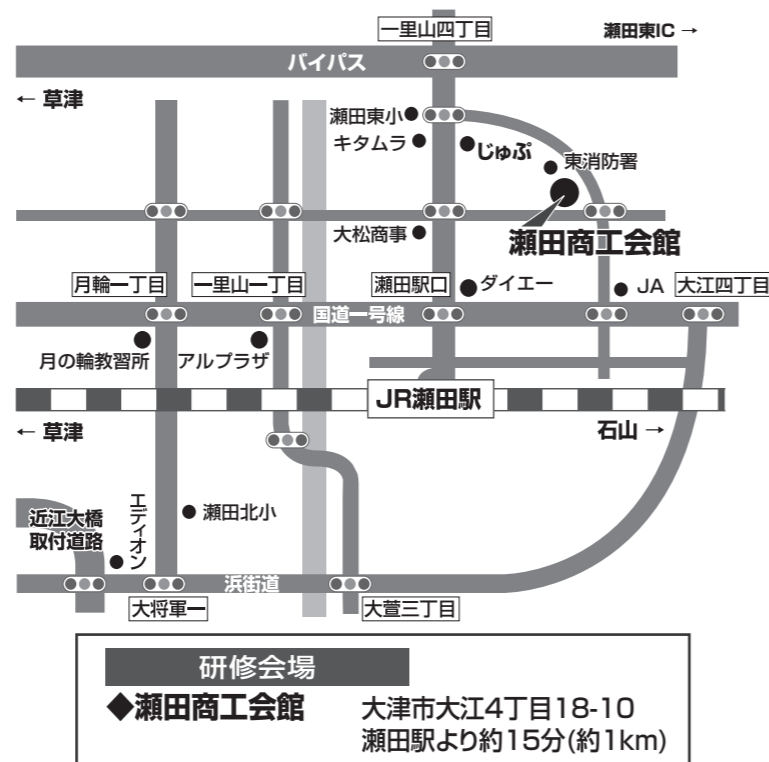 一里山四丁目
瀬田東IC →
バイパス
← 草津
瀬田東小
キタムラ
じゅぷ
東消防署
大松商事
瀬田商工会館
月輪一丁目
一里山一丁目
瀬田駅口
ダイエー
JA
大江四丁目
国道一号線
月の輪教習所
アルプラザ
JR瀬田駅
← 草津
石山 →
近江大橋
取付道路
エディオン
瀬田北小
浜街道
大将軍一
大萱三丁目
研修会場
◆瀬田商工会館 大津市大江4丁目18-10
瀬田駅より約15分(約1km)